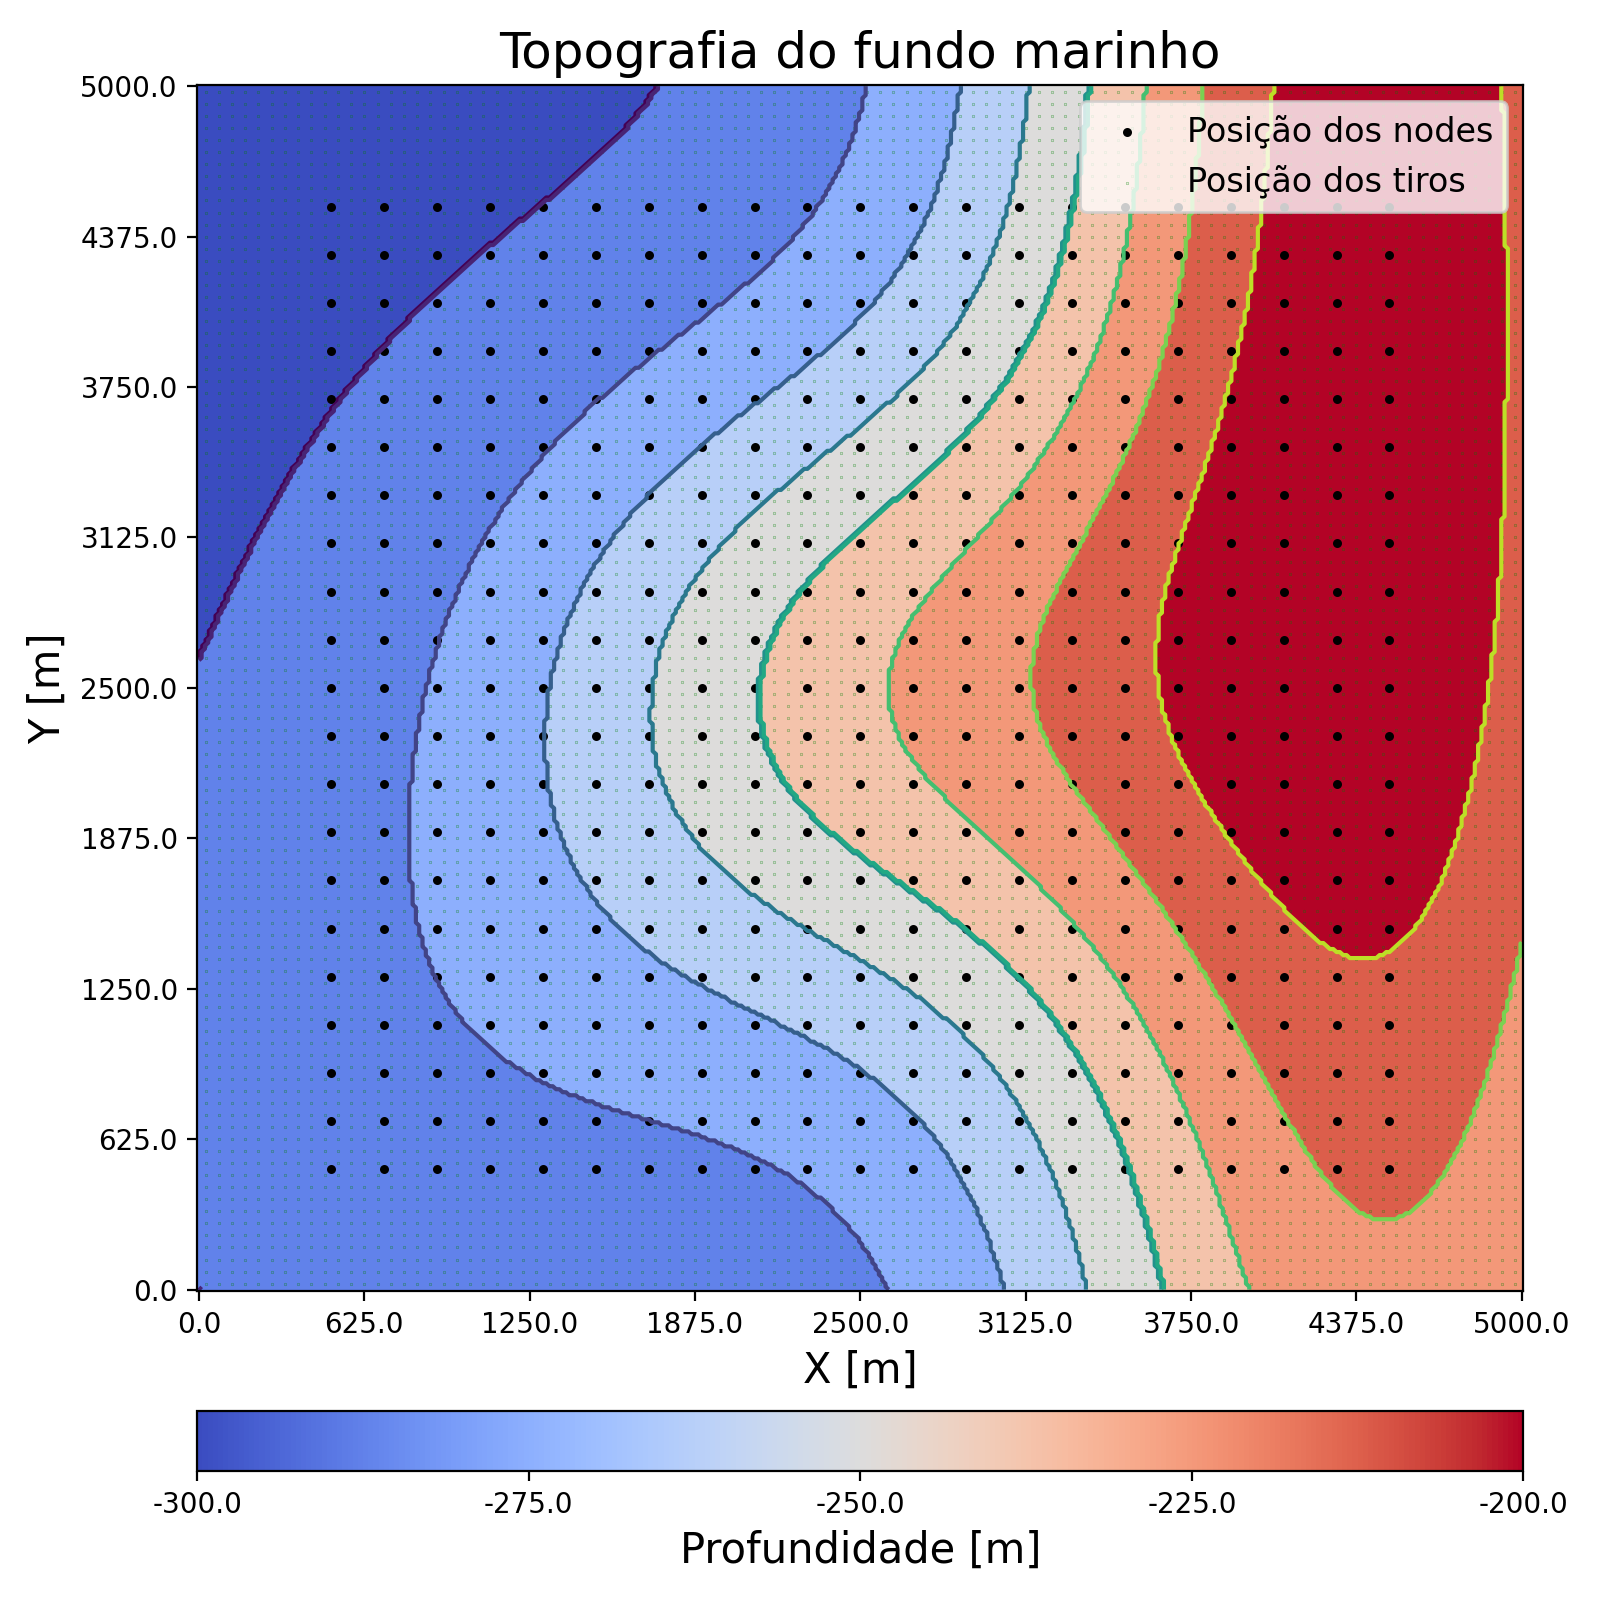 Topografia do fundo marinho
Posição dos nodes
Posição dos tiros
5000.0
4375.0
3750.0
3125.0
2500.0
1875.0
1250.0
625.0
0.0
Y [m]
0.0 625.0 1250.0 1875.0 2500.0 3125.0 3750.0 4375.0 5000.0
X [m]
-300.0 -275.0 -250.0 -225.0 -200.0
Profundidade [m]